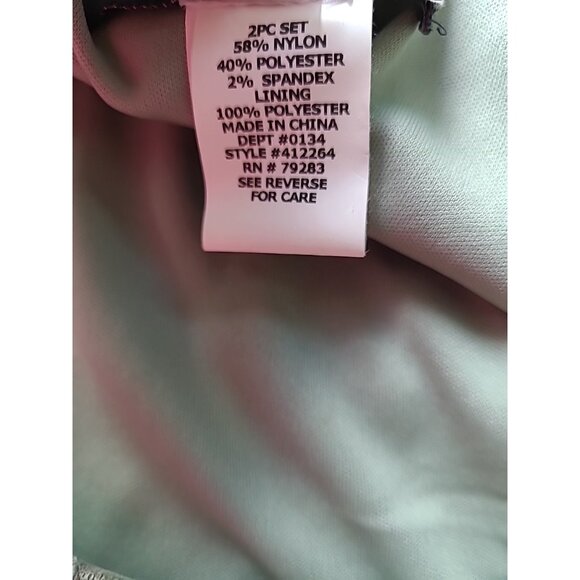 2PC SET
58% NYLON
40% POLYESTER
2% SPANDEX
LINING
100% POLYESTER
MADE IN CHINA
DEPT #0134
STYLE #412264
RN # 79283
SEE REVERSE
FOR CARE